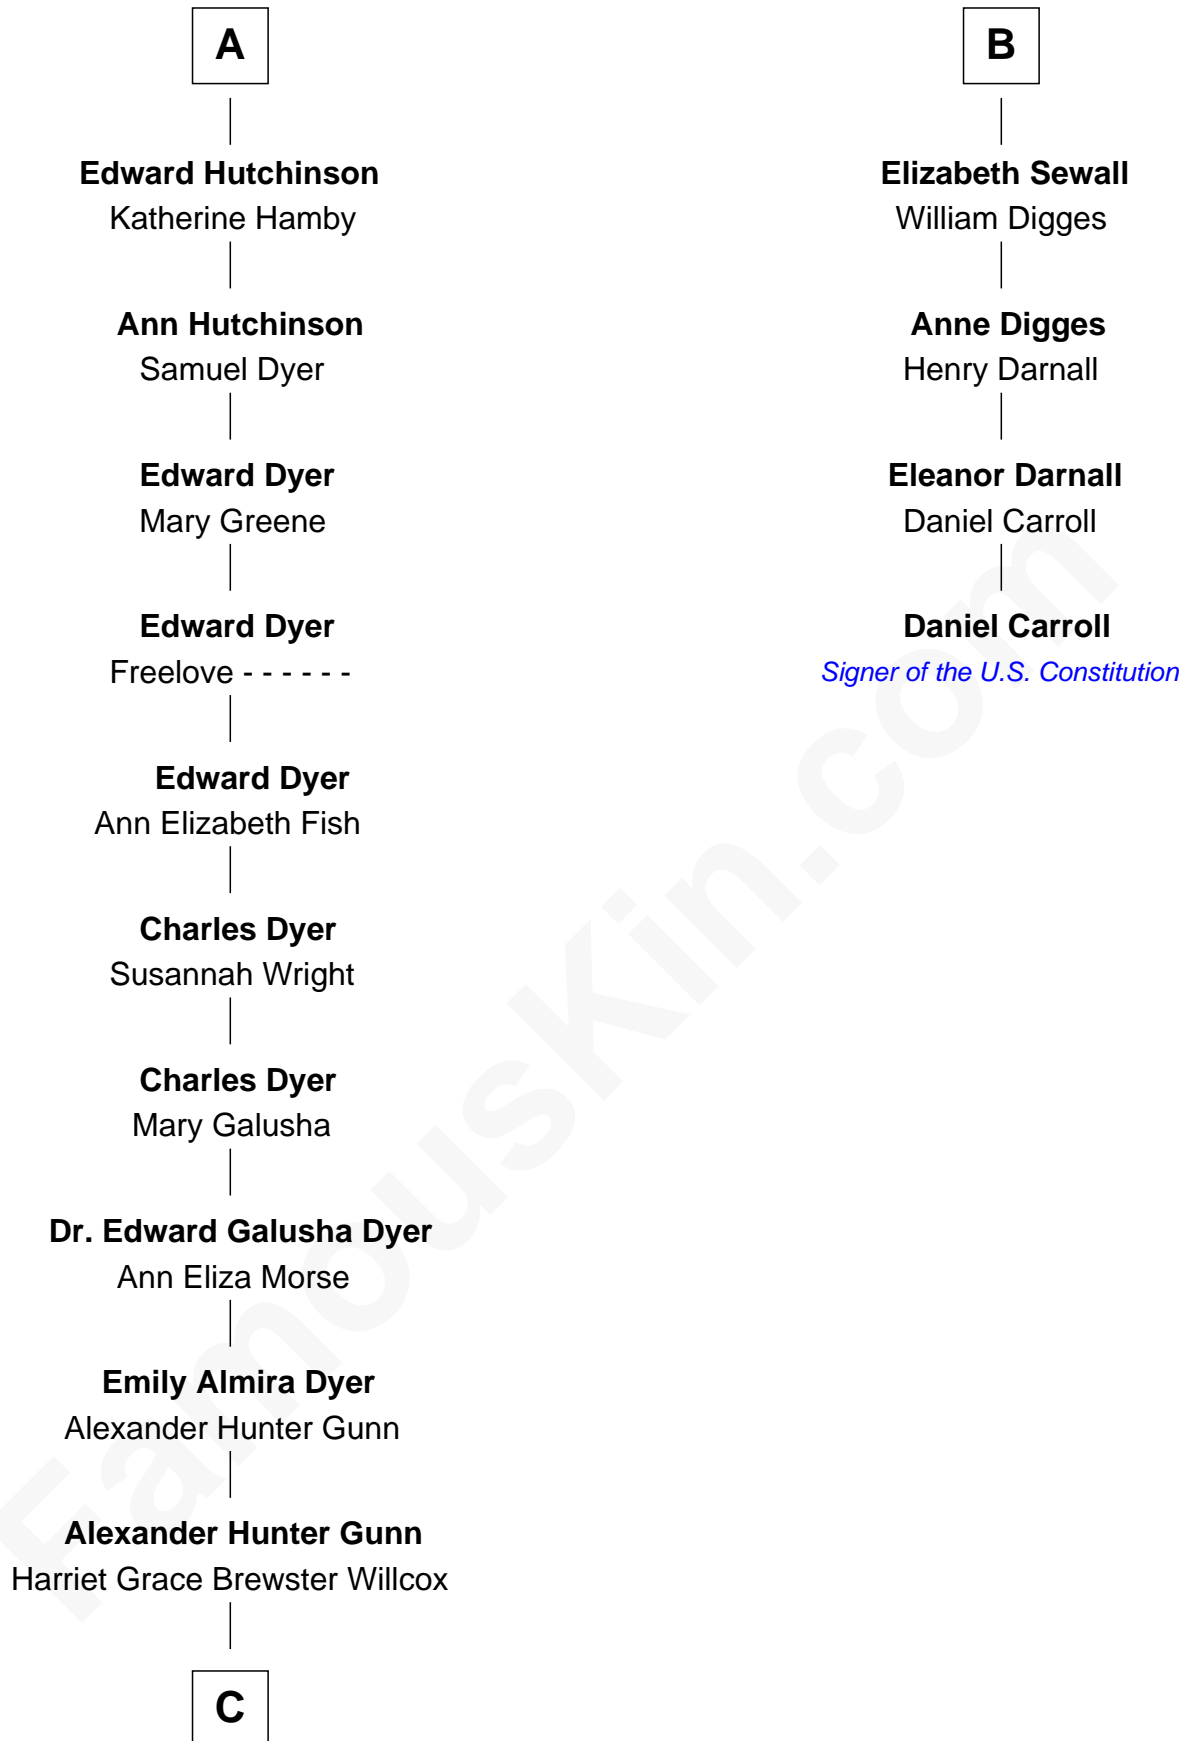 A
Edward Hutchinson
Katherine Hamby
Ann Hutchinson
Samuel Dyer
Edward Dyer
Mary Greene
Edward Dyer
Freelove - - - - - -
Edward Dyer
Ann Elizabeth Fish
Charles Dyer
Susannah Wright
Charles Dyer
Mary Galusha
Dr. Edward Galusha Dyer
Ann Eliza Morse
Emily Almira Dyer
Alexander Hunter Gunn
Alexander Hunter Gunn
Harriet Grace Brewster Willcox
C
B
Elizabeth Sewall
William Digges
Anne Digges
Henry Darnall
Eleanor Darnall
Daniel Carroll
Daniel Carroll
Signer of the U.S. Constitution
FamousKin.com